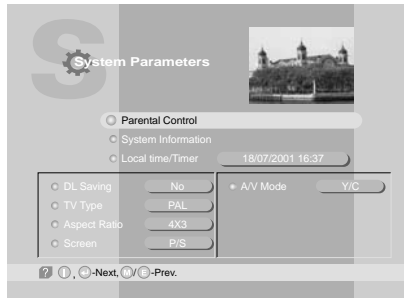 S
System Parameters
Parental Control
System Information
Local time/Timer 18/07/2001 16:37
DL Saving No
TV Type PAL
Aspect Ratio 4X3
Screen P/S
A/V Mode Y/C
? , -Next, M/E-Prev.